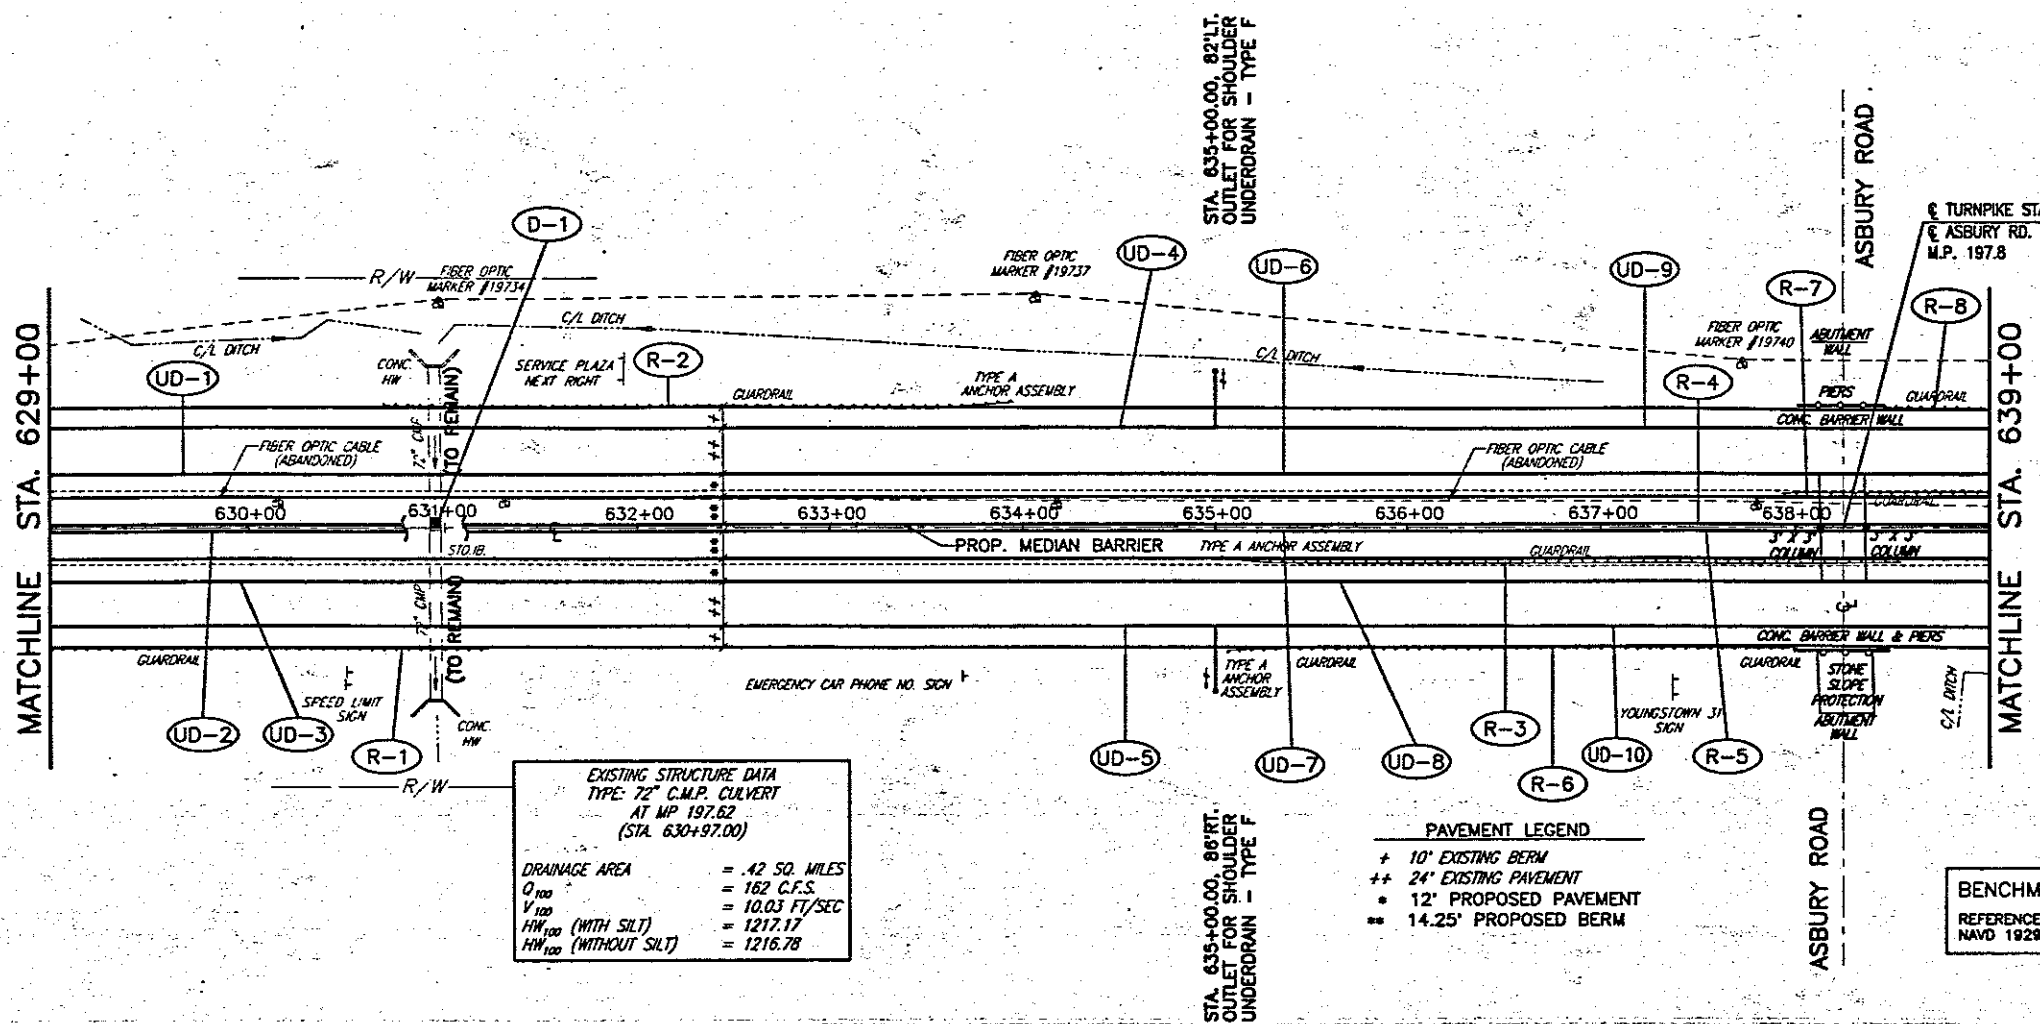 STA. 635+00.00, 82'LT.
OUTLET FOR SHOULDER
UNDERDRAIN - TYPE F
ASBURY ROAD
D-1
UD-4
UD-6
UD-9
R-7
R-8
℄ TURNPIKE STA
℄ ASBURY RD.
M.P. 197.8
R/W
FIBER OPTIC
MARKER #19734
FIBER OPTIC
MARKER #19737
FIBER OPTIC
MARKER #19740
ABUTMENT
WALL
C/L DITCH
C/L DITCH
C/L DITCH
UD-1
CONC.
HW
SERVICE PLAZA
NEXT RIGHT
R-2
GUARDRAIL
TYPE A
ANCHOR ASSEMBLY
R-4
PIERS
GUARDRAIL
CONC. BARRIER WALL
MATCHLINE STA. 629+00
MATCHLINE STA. 639+00
FIBER OPTIC CABLE
(ABANDONED)
72" CMP
(TO REMAIN)
FIBER OPTIC CABLE
(ABANDONED)
GUARDRAIL
630+00
631+00
632+00
633+00
634+00
635+00
636+00
637+00
638+00
PROP. MEDIAN BARRIER
TYPE A ANCHOR ASSEMBLY
GUARDRAIL
3' X 3'
COLUMN
3' X 3'
COLUMN
72" CMP
(TO REMAIN)
CONC. BARRIER WALL & PIERS
GUARDRAIL
SPEED LIMIT
SIGN
CONC.
HW
EMERGENCY CAR PHONE NO. SIGN
TYPE A
ANCHOR
ASSEMBLY
GUARDRAIL
YOUNGSTOWN 31
SIGN
GUARDRAIL
STONE
SLOPE
PROTECTION
ABUTMENT
WALL
C/L DITCH
UD-2
UD-3
R-1
UD-5
UD-7
UD-8
R-3
R-6
UD-10
R-5
R/W
EXISTING STRUCTURE DATA
TYPE: 72" C.M.P. CULVERT
AT MP 197.62
(STA. 630+97.00)
DRAINAGE AREA = .42 SQ. MILES
Q100 = 162 C.F.S.
V100 = 10.03 FT/SEC
HW100 (WITH SILT) = 1217.17
HW100 (WITHOUT SILT) = 1216.78
STA. 635+00.00, 86'RT.
OUTLET FOR SHOULDER
UNDERDRAIN - TYPE F
PAVEMENT LEGEND
+ 10' EXISTING BERM
++ 24' EXISTING PAVEMENT
* 12' PROPOSED PAVEMENT
** 14.25' PROPOSED BERM
ASBURY ROAD
BENCHM
REFERENCE
NAVD 1929